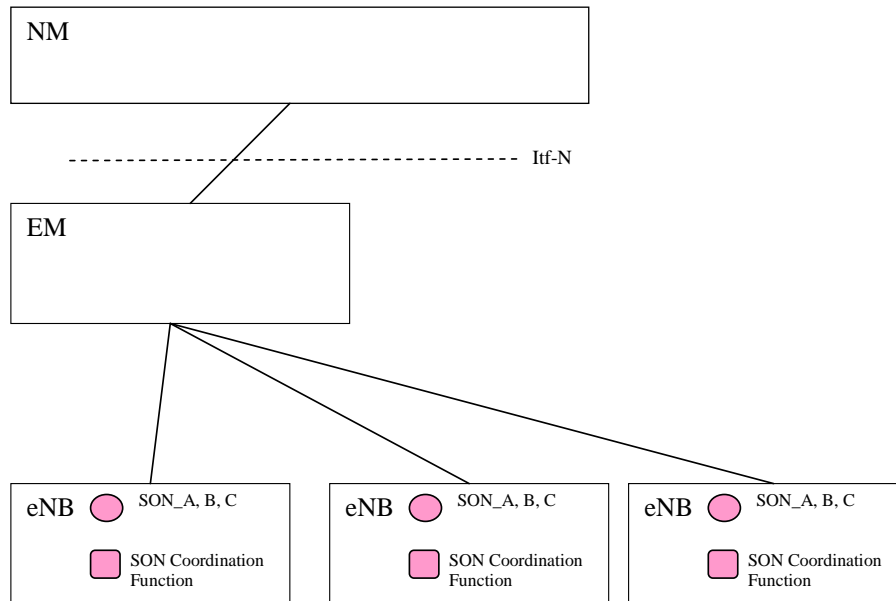 NM
Itf-N
EM
eNB
SON_A, B, C
SON Coordination
Function
eNB
SON_A, B, C
SON Coordination
Function
eNB
SON_A, B, C
SON Coordination
Function